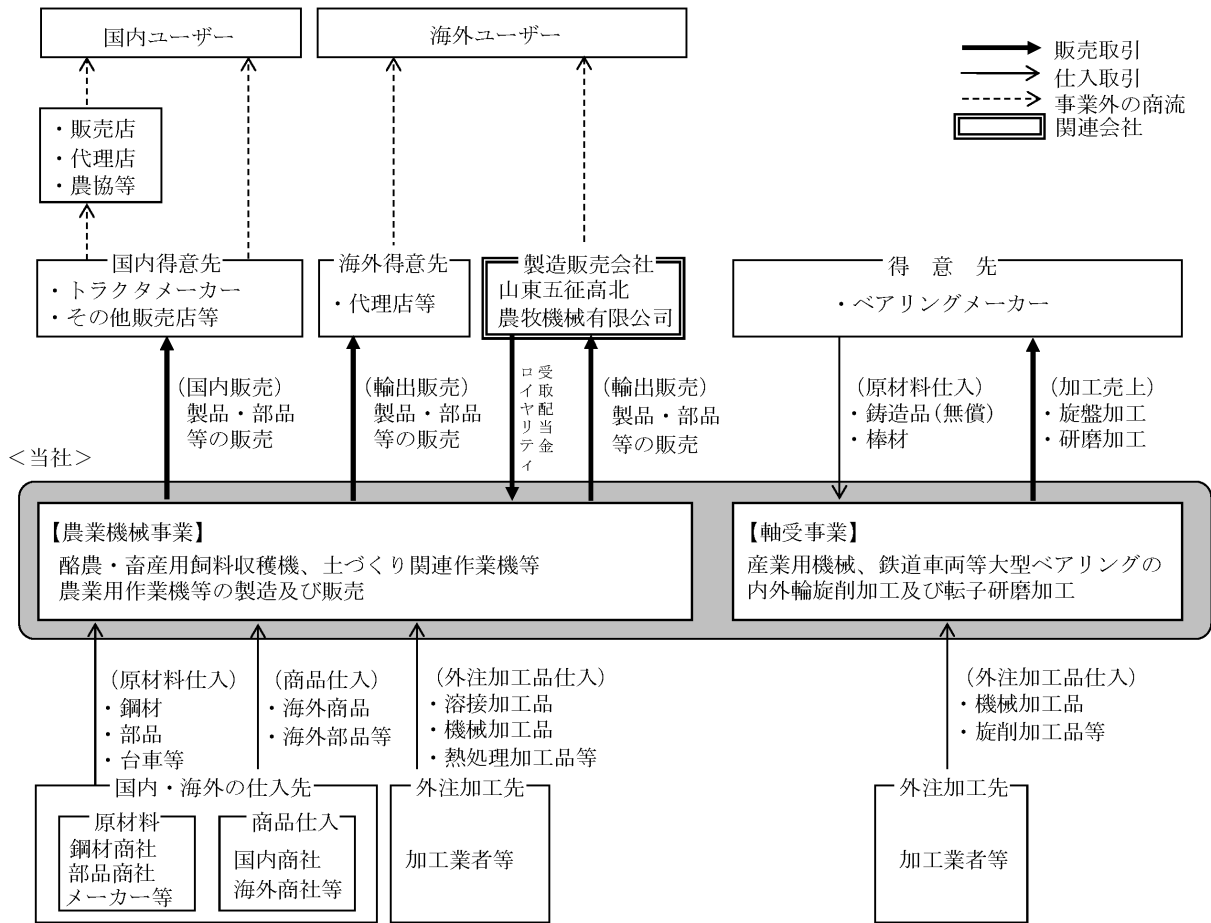 国内ユーザー
海外ユーザー
販売取引
仕入取引
事業外の商流
関連会社
・販売店
・代理店
・農協等
国内得意先
・トラクタメーカー
・その他販売店等
海外得意先
・代理店等
製造販売会社
山東五征高北
農牧機械有限公司
得 意 先
・ベアリングメーカー
(国内販売)
製品・部品
等の販売
(輸出販売)
製品・部品
等の販売
受取配当金
ロイヤリティ
(輸出販売)
製品・部品
等の販売
(原材料仕入)
・鋳造品(無償)
・棒材
(加工売上)
・旋盤加工
・研磨加工
<当社>
【農業機械事業】
酪農・畜産用飼料収穫機、土づくり関連作業機等
農業用作業機等の製造及び販売
【軸受事業】
産業用機械、鉄道車両等大型ベアリングの
内外輪旋削加工及び転子研磨加工
(原材料仕入)
・鋼材
・部品
・台車等
(商品仕入)
・海外商品
・海外部品等
(外注加工品仕入)
・溶接加工品
・機械加工品
・熱処理加工品等
(外注加工品仕入)
・機械加工品
・旋削加工品等
国内・海外の仕入先
原材料
鋼材商社
部品商社
メーカー等
商品仕入
国内商社
海外商社等
外注加工先
加工業者等
外注加工先
加工業者等